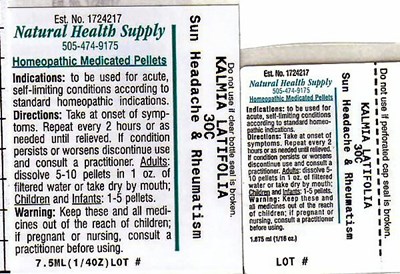 Est. No. 1724217
Natural Health Supply
505-474-9175
Homeopathic Medicated Pellets
Indications: to be used for acute,
self-limiting conditions according to
standard homeopathic indications.
Directions: Take at onset of symp-
toms. Repeat every 2 hours or as
needed until relieved. If condition
persists or worsens discontinue use
and consult a practitioner. Adults:
dissolve 5-10 pellets in 1 oz. of
filtered water or take dry by mouth;
Children and Infants: 1-5 pellets.
Warning: Keep these and all medic-
ines out of the reach of children;
if pregnant or nursing, consult a
practitioner before using.
7.5ML(1/4OZ) LOT #
Do not use if clear bottle seal is broken.
KALMIA LATIFOLIA
30C
Sun Headache & Rheumatism
Est. No. 1724217
Natural Health Supply
505-474-9175
Homeopathic Medicated Pellets
Indications: to be used for
acute, self-limiting conditions
according to standard homeo-
pathic indications.
Directions: Take at onset of
symptoms. Repeat every 2 hours
or as needed until relieved. If
condition persists or worsens
discontinue use and consult a
practitioner. Adults: dissolve 5-
10 pellets in 1 oz. of filtered
water or take dry by mouth;
Children and Infants: 1-5 pellets.
Warning: Keep these and all
medicines out of the reach of
children; if pregnant or nursing,
consult a practitioner before
using.
1.875 ml (1/16 oz.)
LOT #
Do not use if perforated cap seal is broken.
KALMIA LATIFOLIA
30C
Sun Headache & Rheumatism